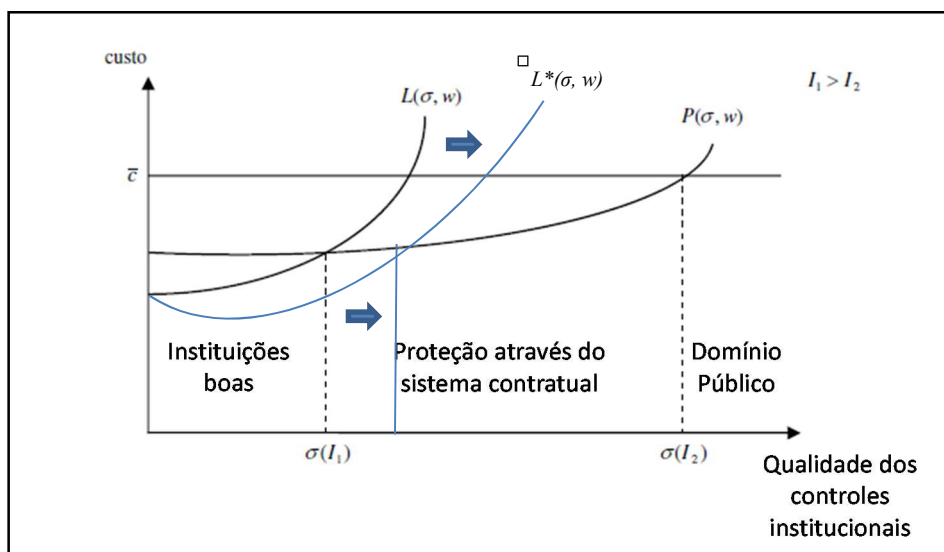 custo
L(σ, w)
L*(σ, w)
I₁ > I₂
P(σ, w)
c̄
Instituições
boas
Proteção através do
sistema contratual
Domínio
Público
σ(I₁)
σ(I₂)
Qualidade dos
controles
institucionais